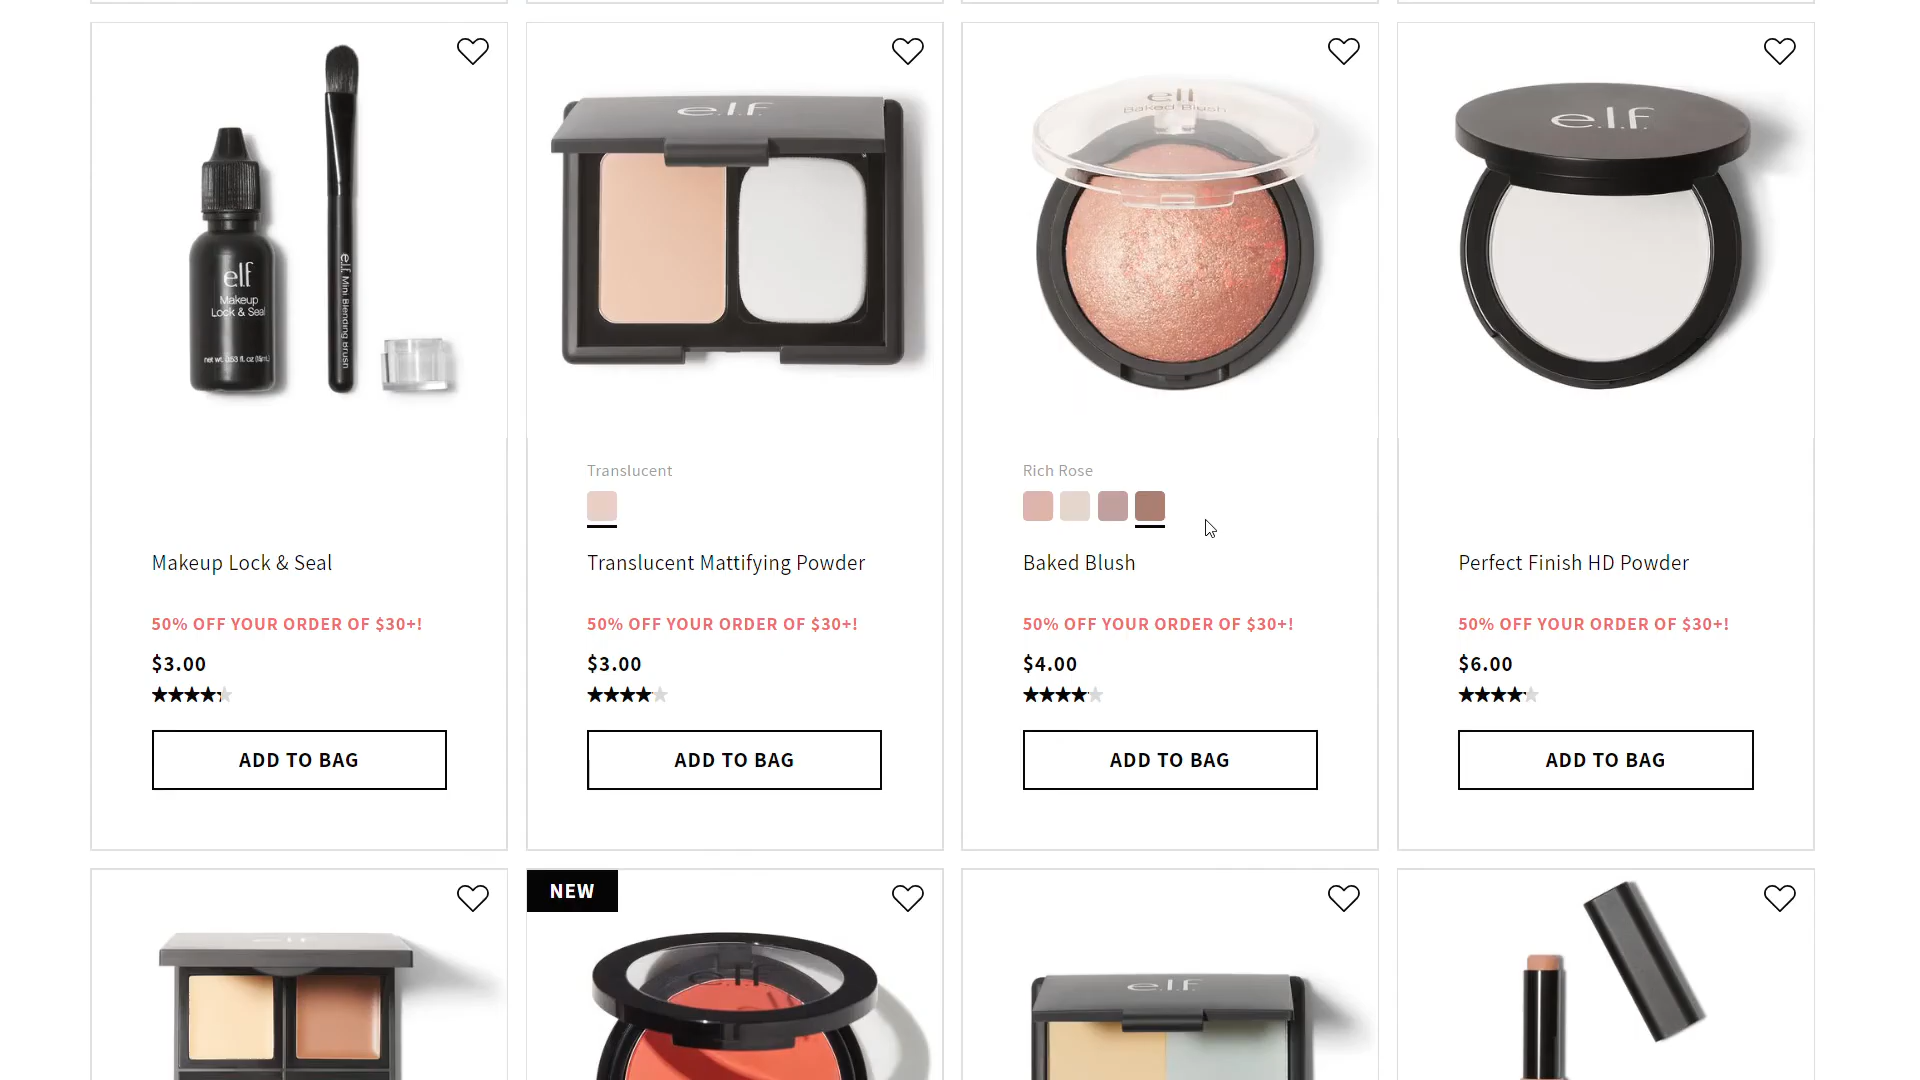 e.l.f.
elf
Makeup
Lock & Seal
e.l.f. Mini Blending Brush
e.l.f.
Baked Blush
e.l.f.
Translucent
Rich Rose
Makeup Lock & Seal
Translucent Mattifying Powder
Baked Blush
Perfect Finish HD Powder
50% OFF YOUR ORDER OF $30+!
50% OFF YOUR ORDER OF $30+!
50% OFF YOUR ORDER OF $30+!
50% OFF YOUR ORDER OF $30+!
$3.00
$3.00
$4.00
$6.00
ADD TO BAG
ADD TO BAG
ADD TO BAG
ADD TO BAG
NEW
e.l.f.
e.l.f.
e.l.f.